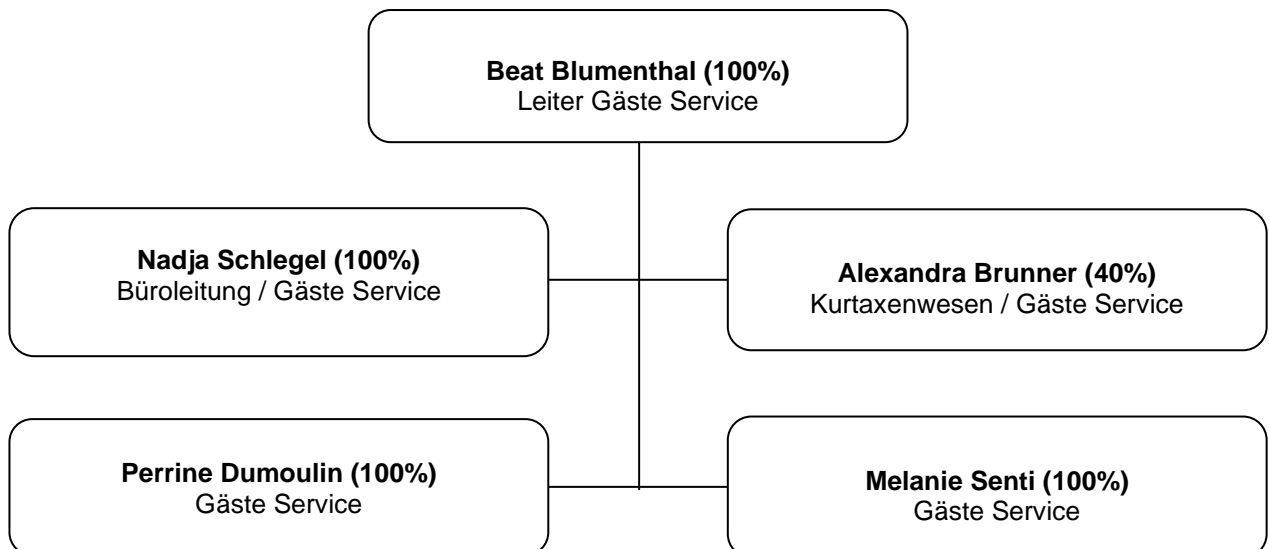 Beat Blumenthal (100%)
Leiter Gäste Service
Nadja Schlegel (100%)
Büroleitung / Gäste Service
Alexandra Brunner (40%)
Kurtaxenwesen / Gäste Service
Perrine Dumoulin (100%)
Gäste Service
Melanie Senti (100%)
Gäste Service